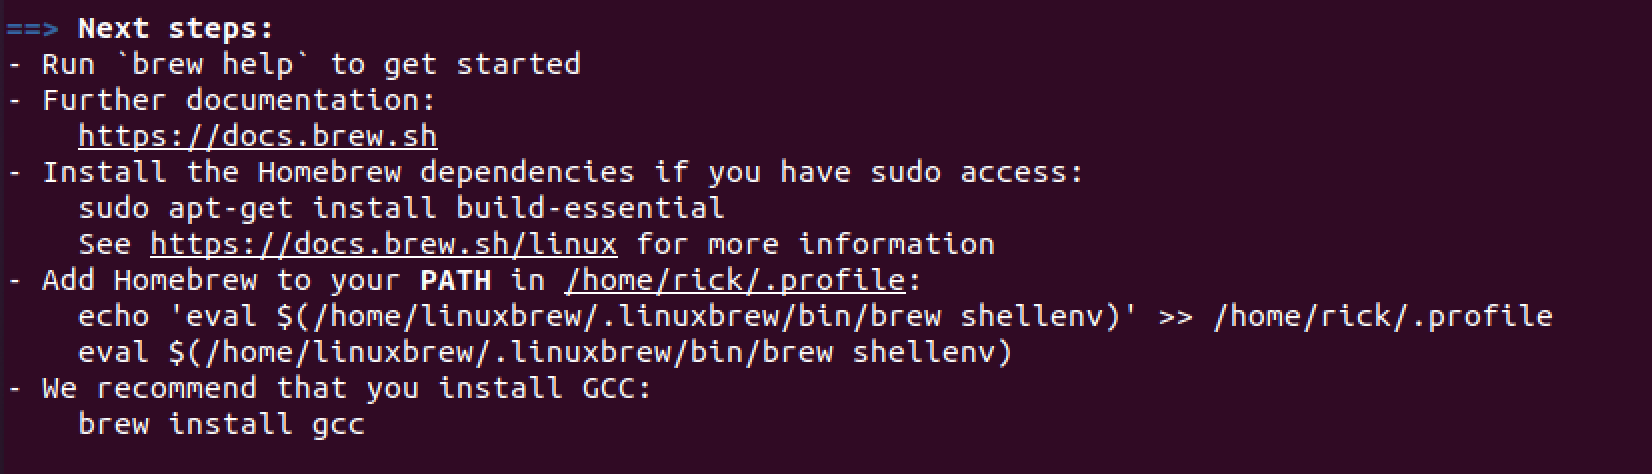 ==> Next steps:
- Run `brew help` to get started
- Further documentation:
    https://docs.brew.sh
- Install the Homebrew dependencies if you have sudo access:
    sudo apt-get install build-essential
    See https://docs.brew.sh/linux for more information
- Add Homebrew to your PATH in /home/rick/.profile:
    echo 'eval $(/home/linuxbrew/.linuxbrew/bin/brew shellenv)' >> /home/rick/.profile
    eval $(/home/linuxbrew/.linuxbrew/bin/brew shellenv)
- We recommend that you install GCC:
    brew install gcc